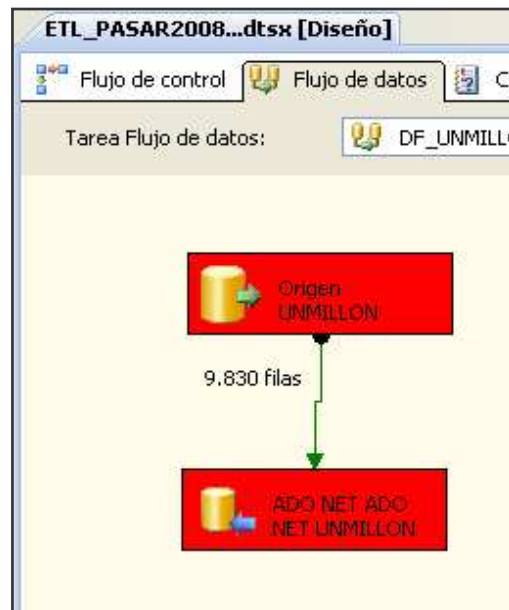 ETL_PASAR2008...dtsx [Diseño]
Flujo de control
Flujo de datos
C
Tarea Flujo de datos:
DF_UNMILL
Origen
UNMILLON
9.830 filas
ADO NET ADO
NET UNMILLON